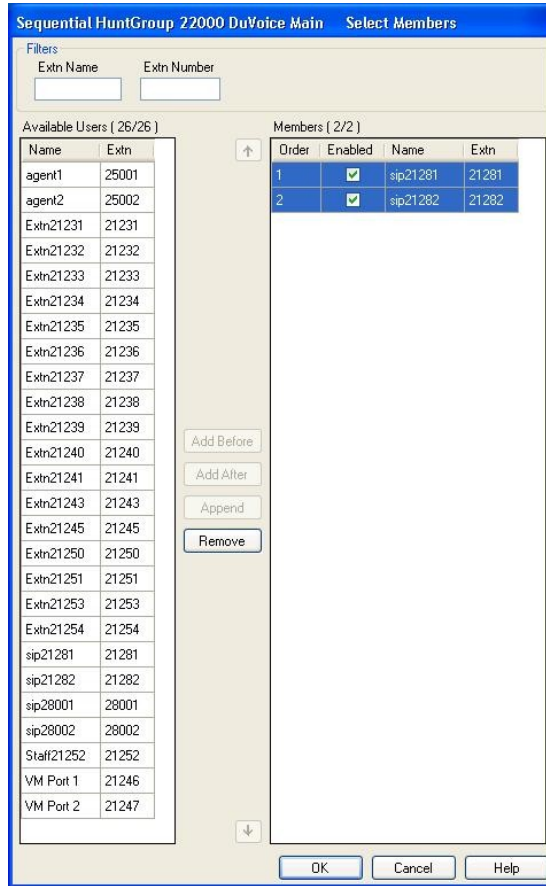 Sequential HuntGroup 22000 DuVoice Main Select Members
Filters
Extn Name Extn Number
Available Users ( 26/26 )
Name Extn
agent1 25001
agent2 25002
Extn21231 21231
Extn21232 21232
Extn21233 21233
Extn21234 21234
Extn21235 21235
Extn21236 21236
Extn21237 21237
Extn21238 21238
Extn21239 21239
Extn21240 21240
Extn21241 21241
Extn21243 21243
Extn21245 21245
Extn21250 21250
Extn21251 21251
Extn21253 21253
Extn21254 21254
sip21281 21281
sip21282 21282
sip28001 28001
sip28002 28002
Staff21252 21252
VM Port 1 21246
VM Port 2 21247
Add Before
Add After
Append
Remove
Members ( 2/2 )
Order Enabled Name Extn
1 sip21281 21281
2 sip21282 21282
OK Cancel Help